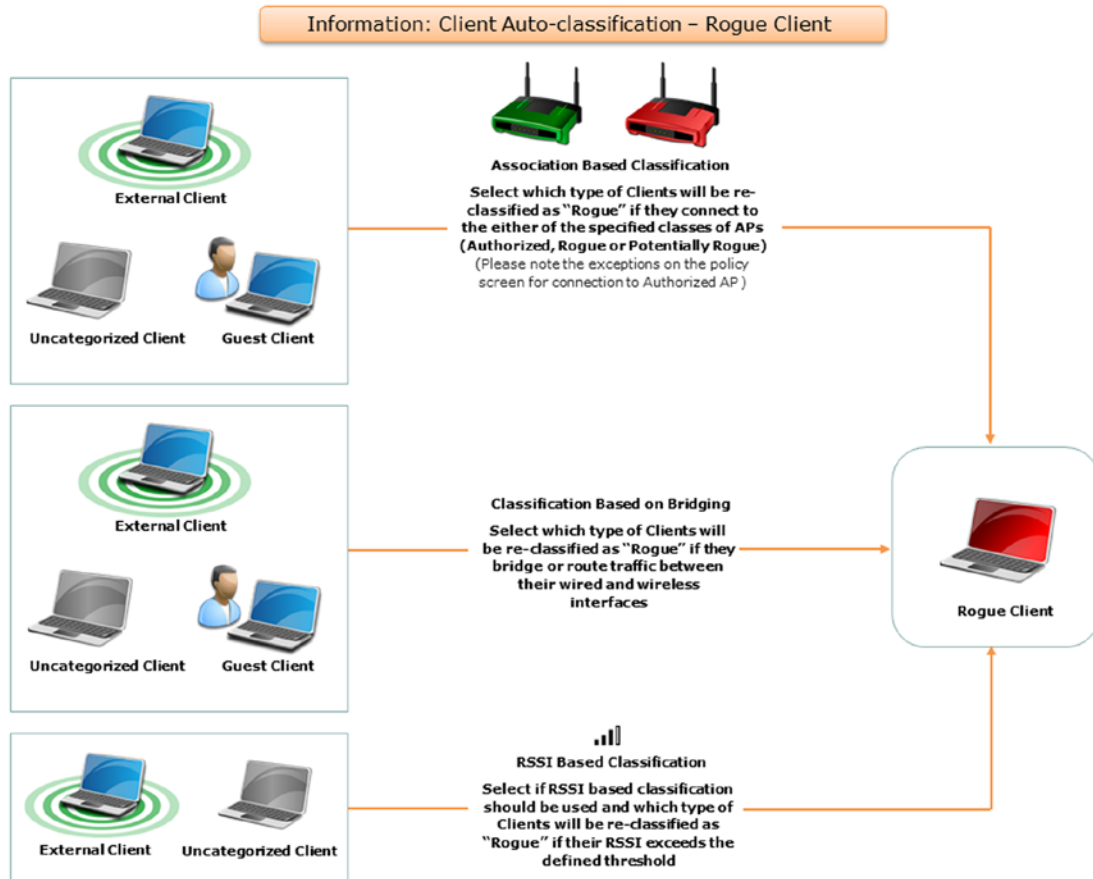 Information: Client Auto-classification – Rogue Client
External Client
Uncategorized Client
Guest Client
Association Based Classification
Select which type of Clients will be re-
classified as “Rogue” if they connect to
the either of the specified classes of APs
(Authorized, Rogue or Potentially Rogue)
(Please note the exceptions on the policy
screen for connection to Authorized AP )
External Client
Uncategorized Client
Guest Client
Classification Based on Bridging
Select which type of Clients will
be re-classified as “Rogue” if they
bridge or route traffic between
their wired and wireless
interfaces
Rogue Client
External Client
Uncategorized Client
RSSI Based Classification
Select if RSSI based classification
should be used and which type of
Clients will be re-classified as
“Rogue” if their RSSI exceeds the
defined threshold